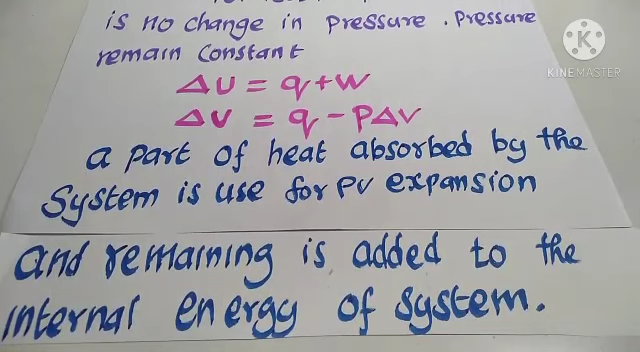 is no change in pressure . Pressure
remain constant
ΔU = q+w
ΔU = q - PΔV
a part of heat absorbed by the
System is use for PV expansion
and remaining is added to the
internal energy of system.
K
KINEMASTER